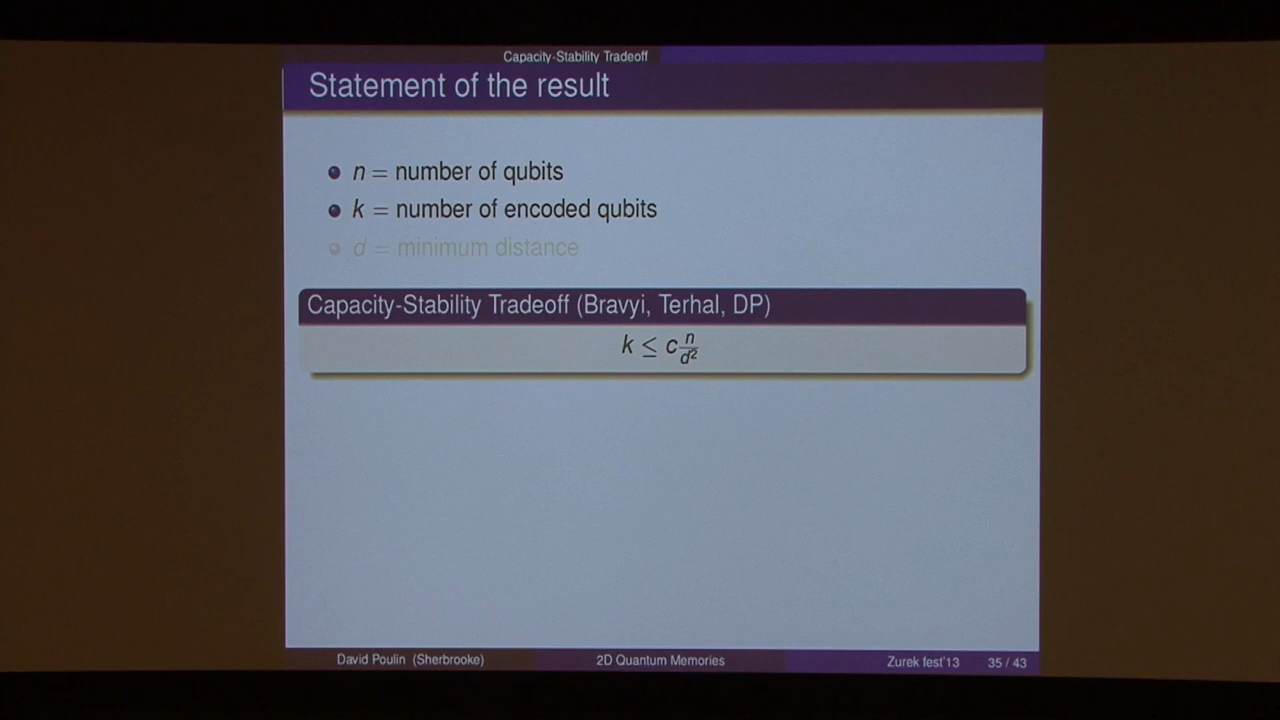 Capacity-Stability Tradeoff
Statement of the result
n = number of qubits
k = number of encoded qubits
d = minimum distance
Capacity-Stability Tradeoff (Bravyi, Terhal, DP)
k ≤ c n/d²
David Poulin (Sherbrooke) 2D Quantum Memories Zurek fest'13 35 / 43